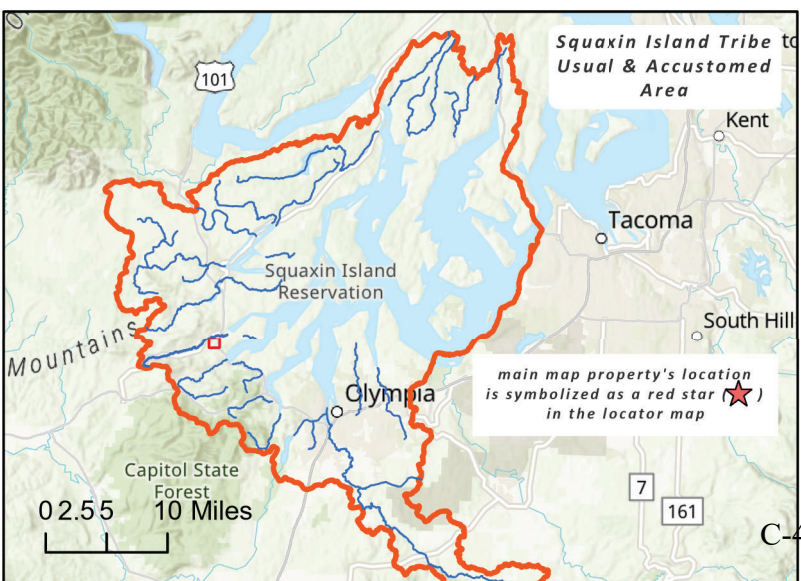 Squaxin Island Tribe
Usual & Accustomed
Area
101
Kent
Tacoma
Squaxin Island
Reservation
South Hill
Mountains
main map property's location
is symbolized as a red star ( )
in the locator map
Olympia
Capitol State
Forest
7
161
0 2.5 5 10 Miles
C-4